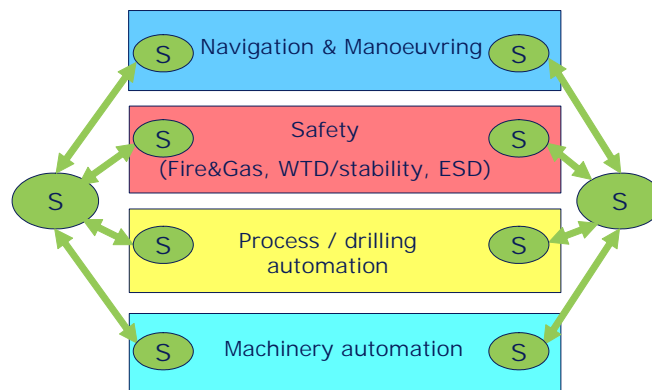 S Navigation & Manoeuvring S
S Safety S
(Fire&Gas, WTD/stability, ESD)
S S
S Process / drilling S
automation
S Machinery automation S